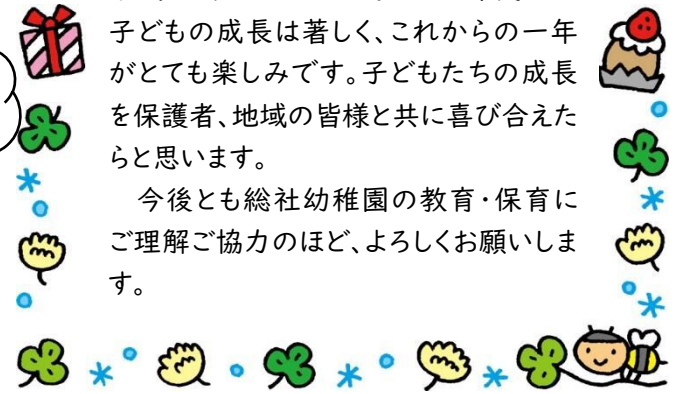 子どもの成長は著しく、これからの一年
がとても楽しみです。子どもたちの成長
を保護者、地域の皆様と共に喜び合えた
らと思います。
　今後とも総社幼稚園の教育・保育に
ご理解ご協力のほど、よろしくお願いしま
す。